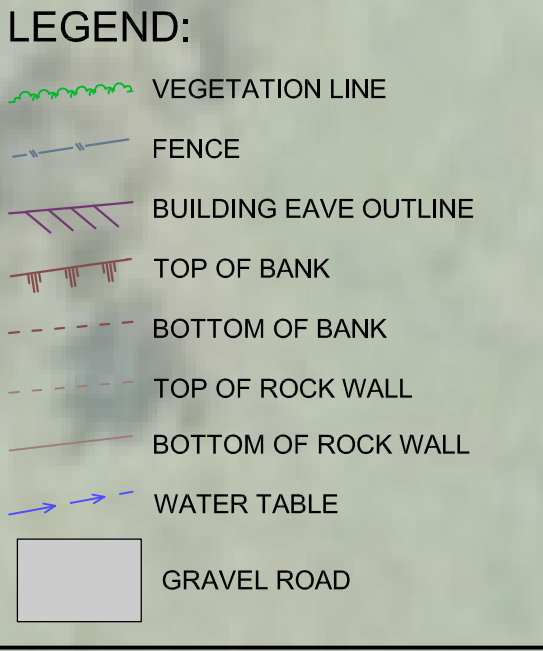 LEGEND:
VEGETATION LINE
FENCE
BUILDING EAVE OUTLINE
TOP OF BANK
BOTTOM OF BANK
TOP OF ROCK WALL
BOTTOM OF ROCK WALL
WATER TABLE
GRAVEL ROAD